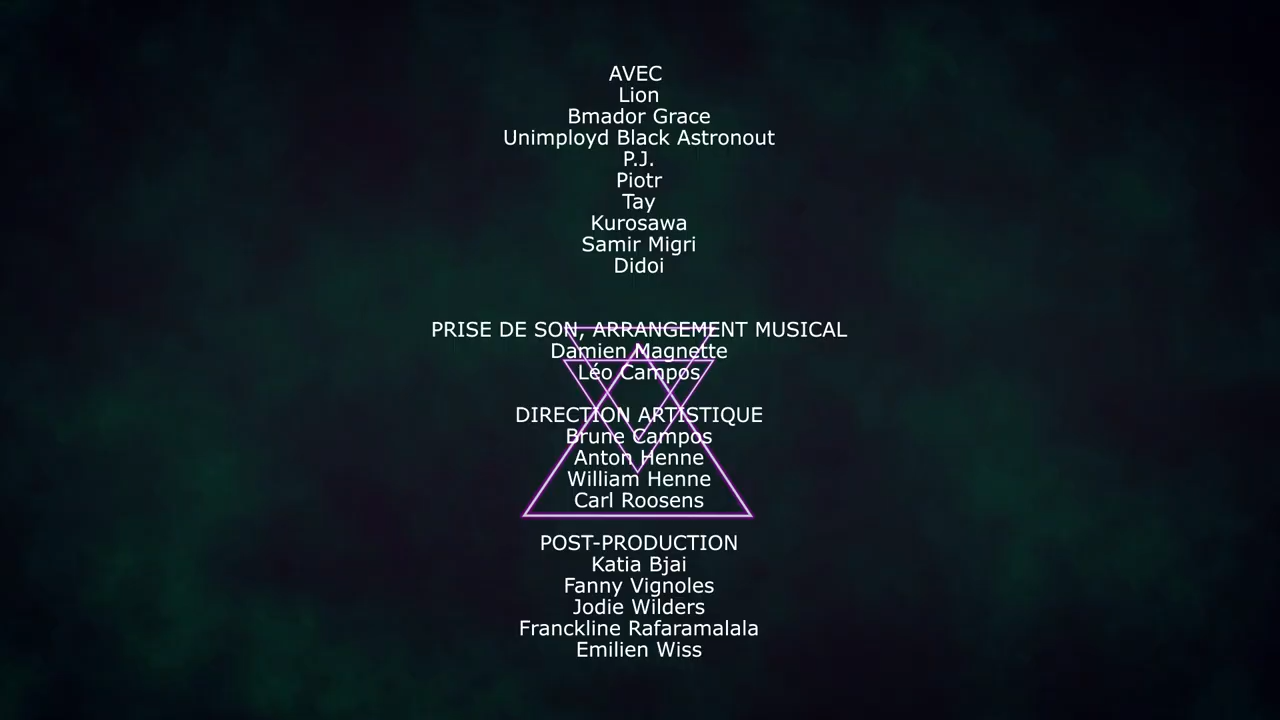 AVEC
Lion
Bmador Grace
Unimployd Black Astronout
P.J.
Piotr
Tay
Kurosawa
Samir Migri
Didoi
PRISE DE SON, ARRANGEMENT MUSICAL
Damien Magnette
Léo Campos
DIRECTION ARTISTIQUE
Brune Campos
Anton Henne
William Henne
Carl Roosens
POST-PRODUCTION
Katia Bjai
Fanny Vignoles
Jodie Wilders
Franckline Rafaramalala
Emilien Wiss